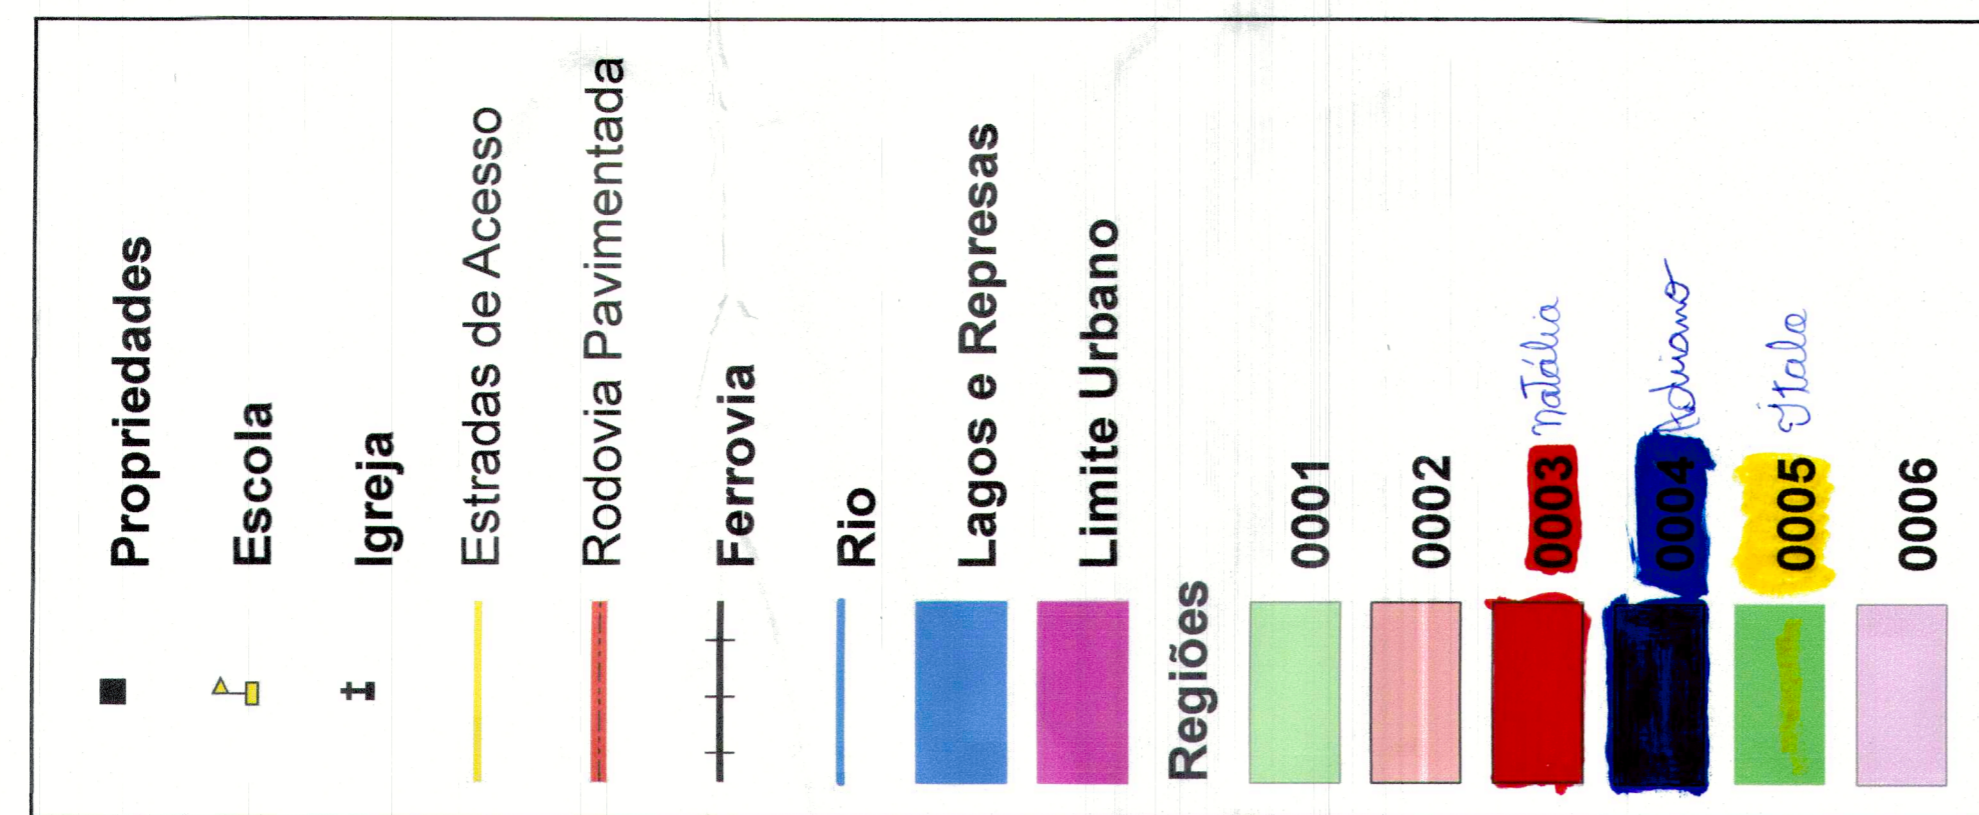 Propriedades
Escola
Igreja
Estradas de Acesso
Rodovia Pavimentada
Ferrovia
Rio
Lagos e Represas
Limite Urbano
Regiões
0001
0002
0003 Natália
0004 Adriano
0005 Ítalo
0006